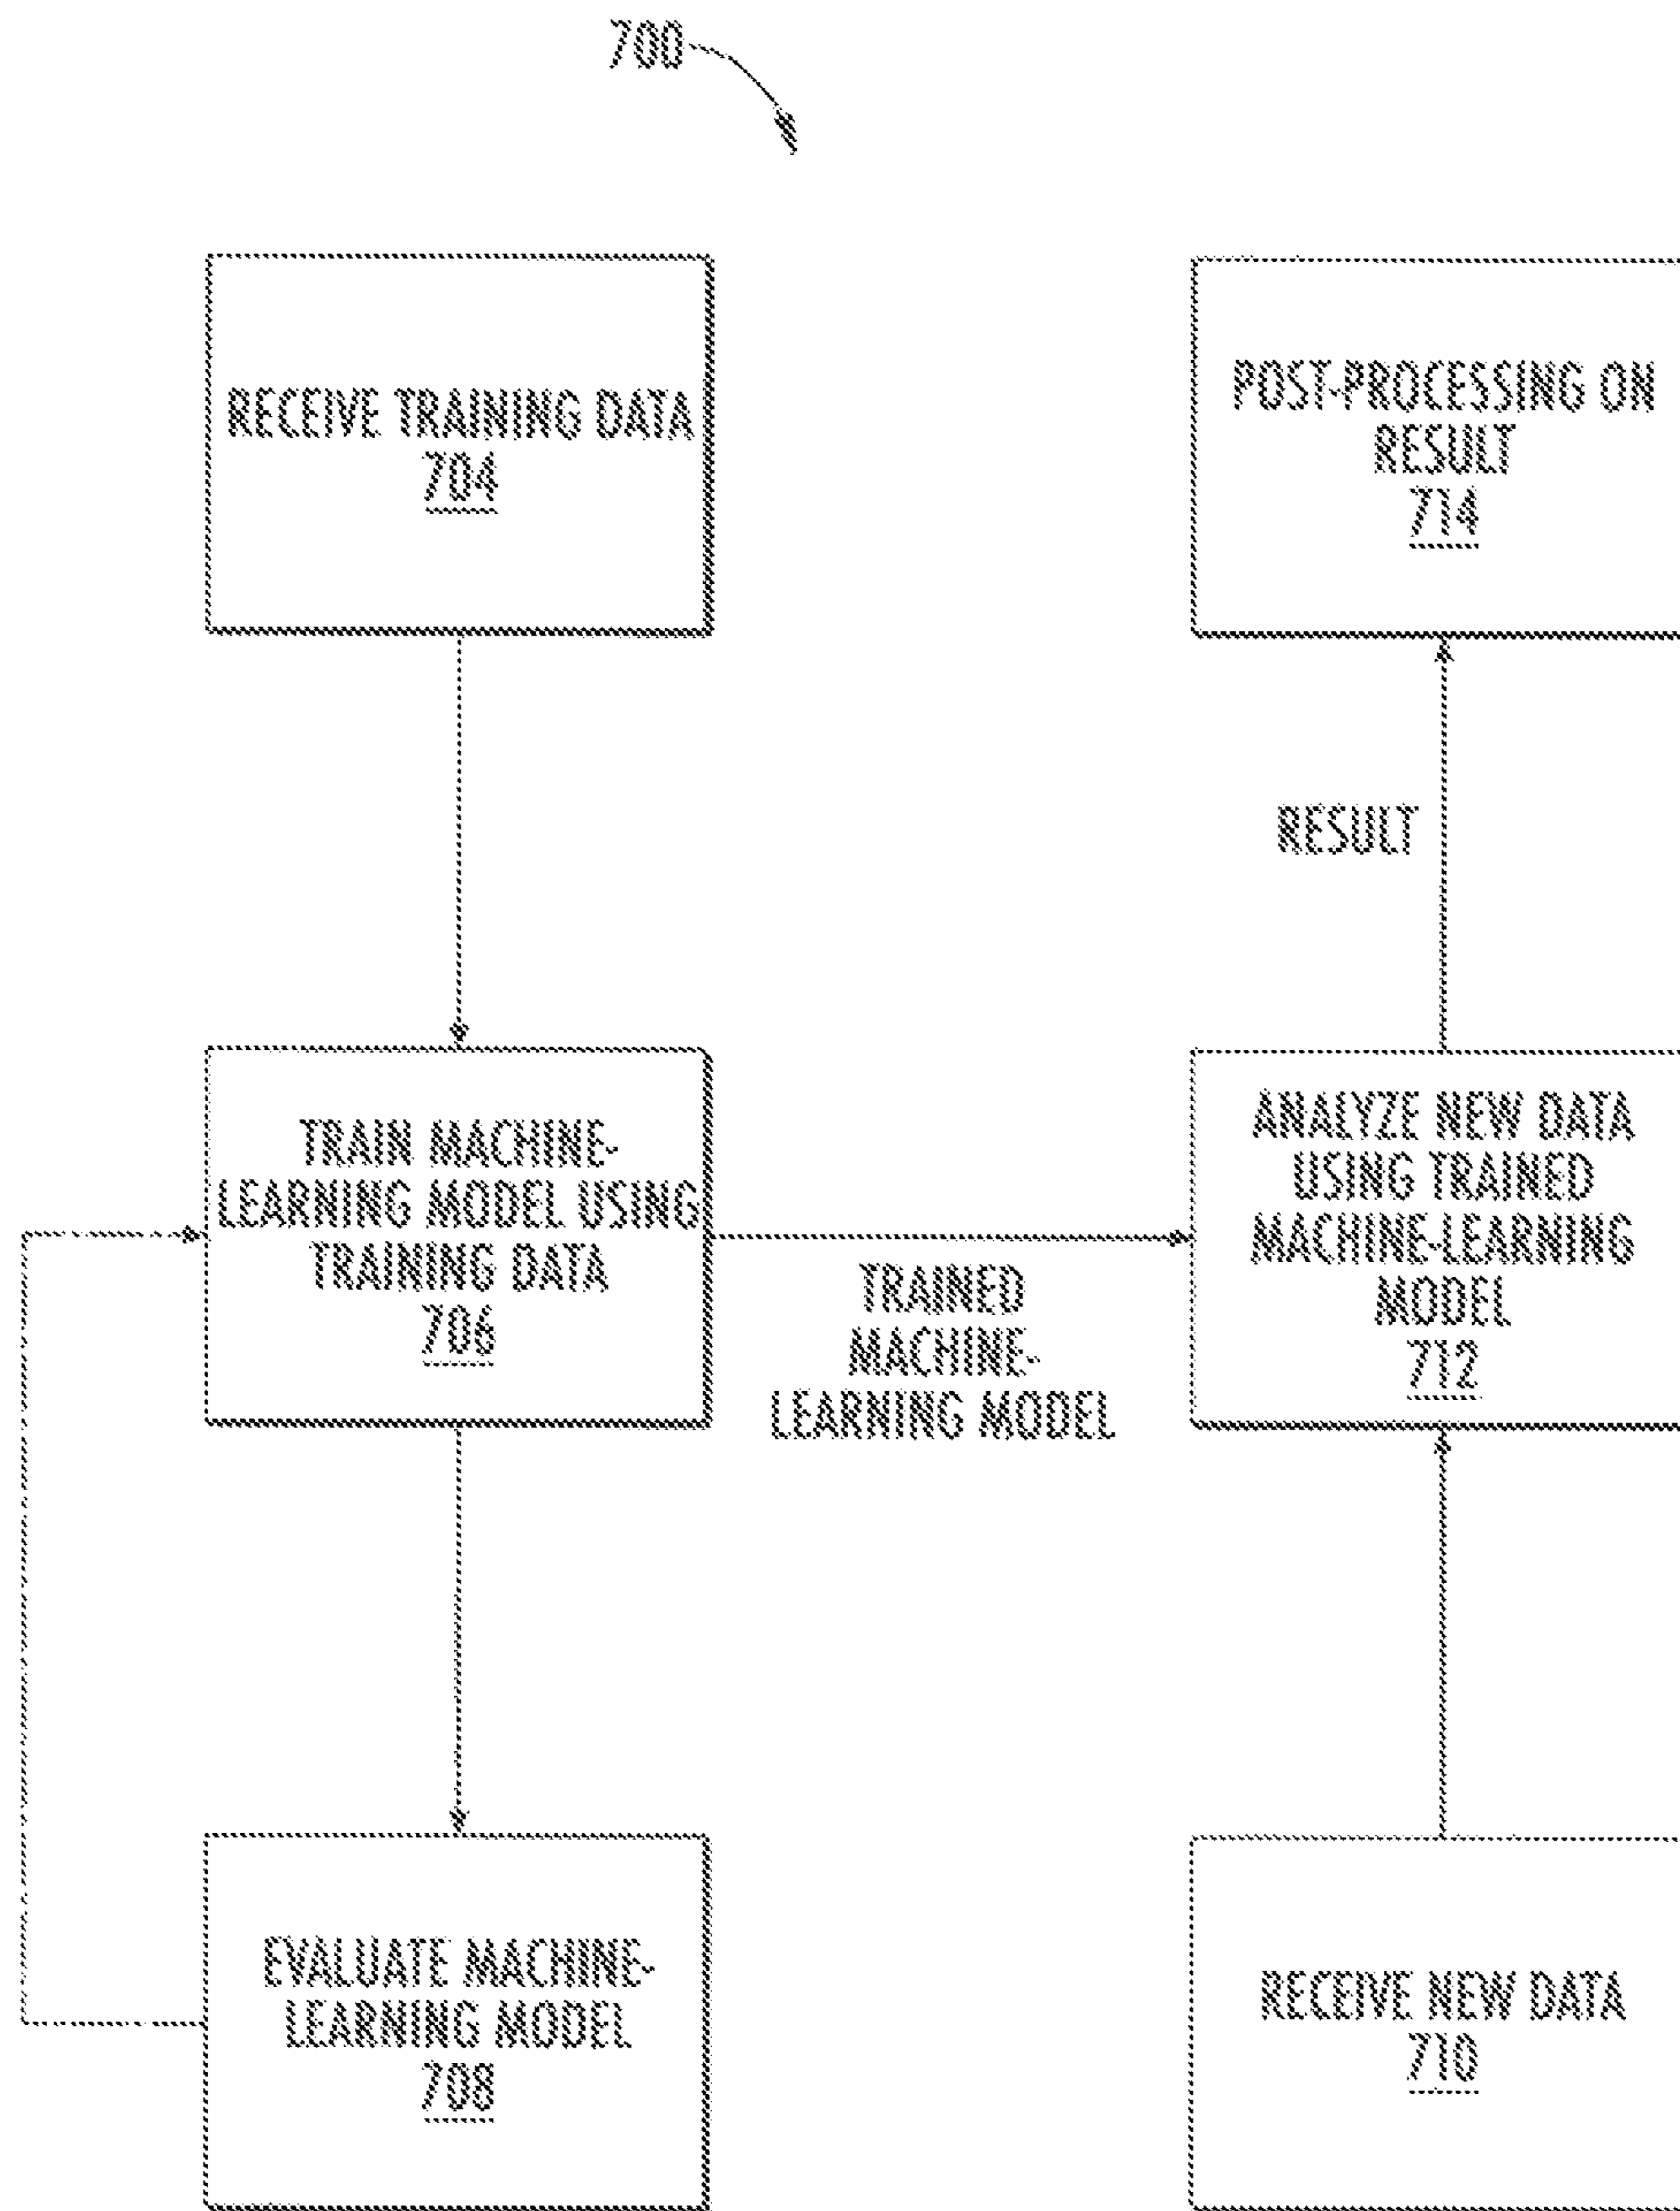 700
RECEIVE TRAINING DATA
704
POST-PROCESSING ON
RESULT
714
RESULT
TRAIN MACHINE-
LEARNING MODEL USING
TRAINING DATA
706
TRAINED
MACHINE-
LEARNING MODEL
ANALYZE NEW DATA
USING TRAINED
MACHINE-LEARNING
MODEL
712
EVALUATE MACHINE-
LEARNING MODEL
708
RECEIVE NEW DATA
710